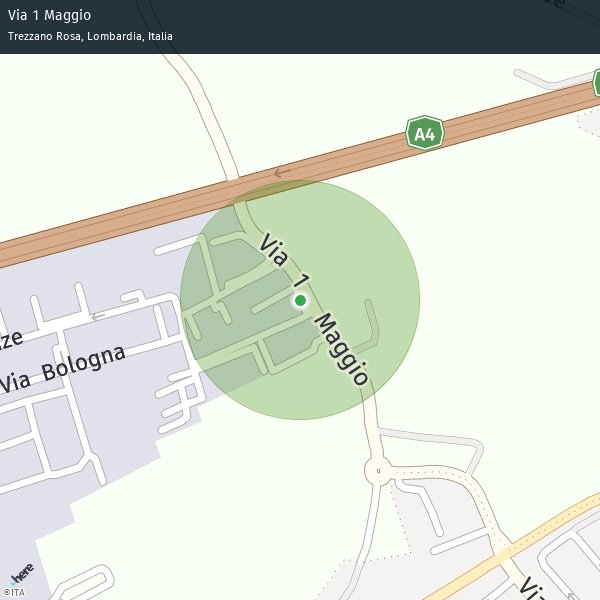 Via 1 Maggio
Trezzano Rosa, Lombardia, Italia
A4
Via 1 Maggio
Via Bologna
here
©ITA